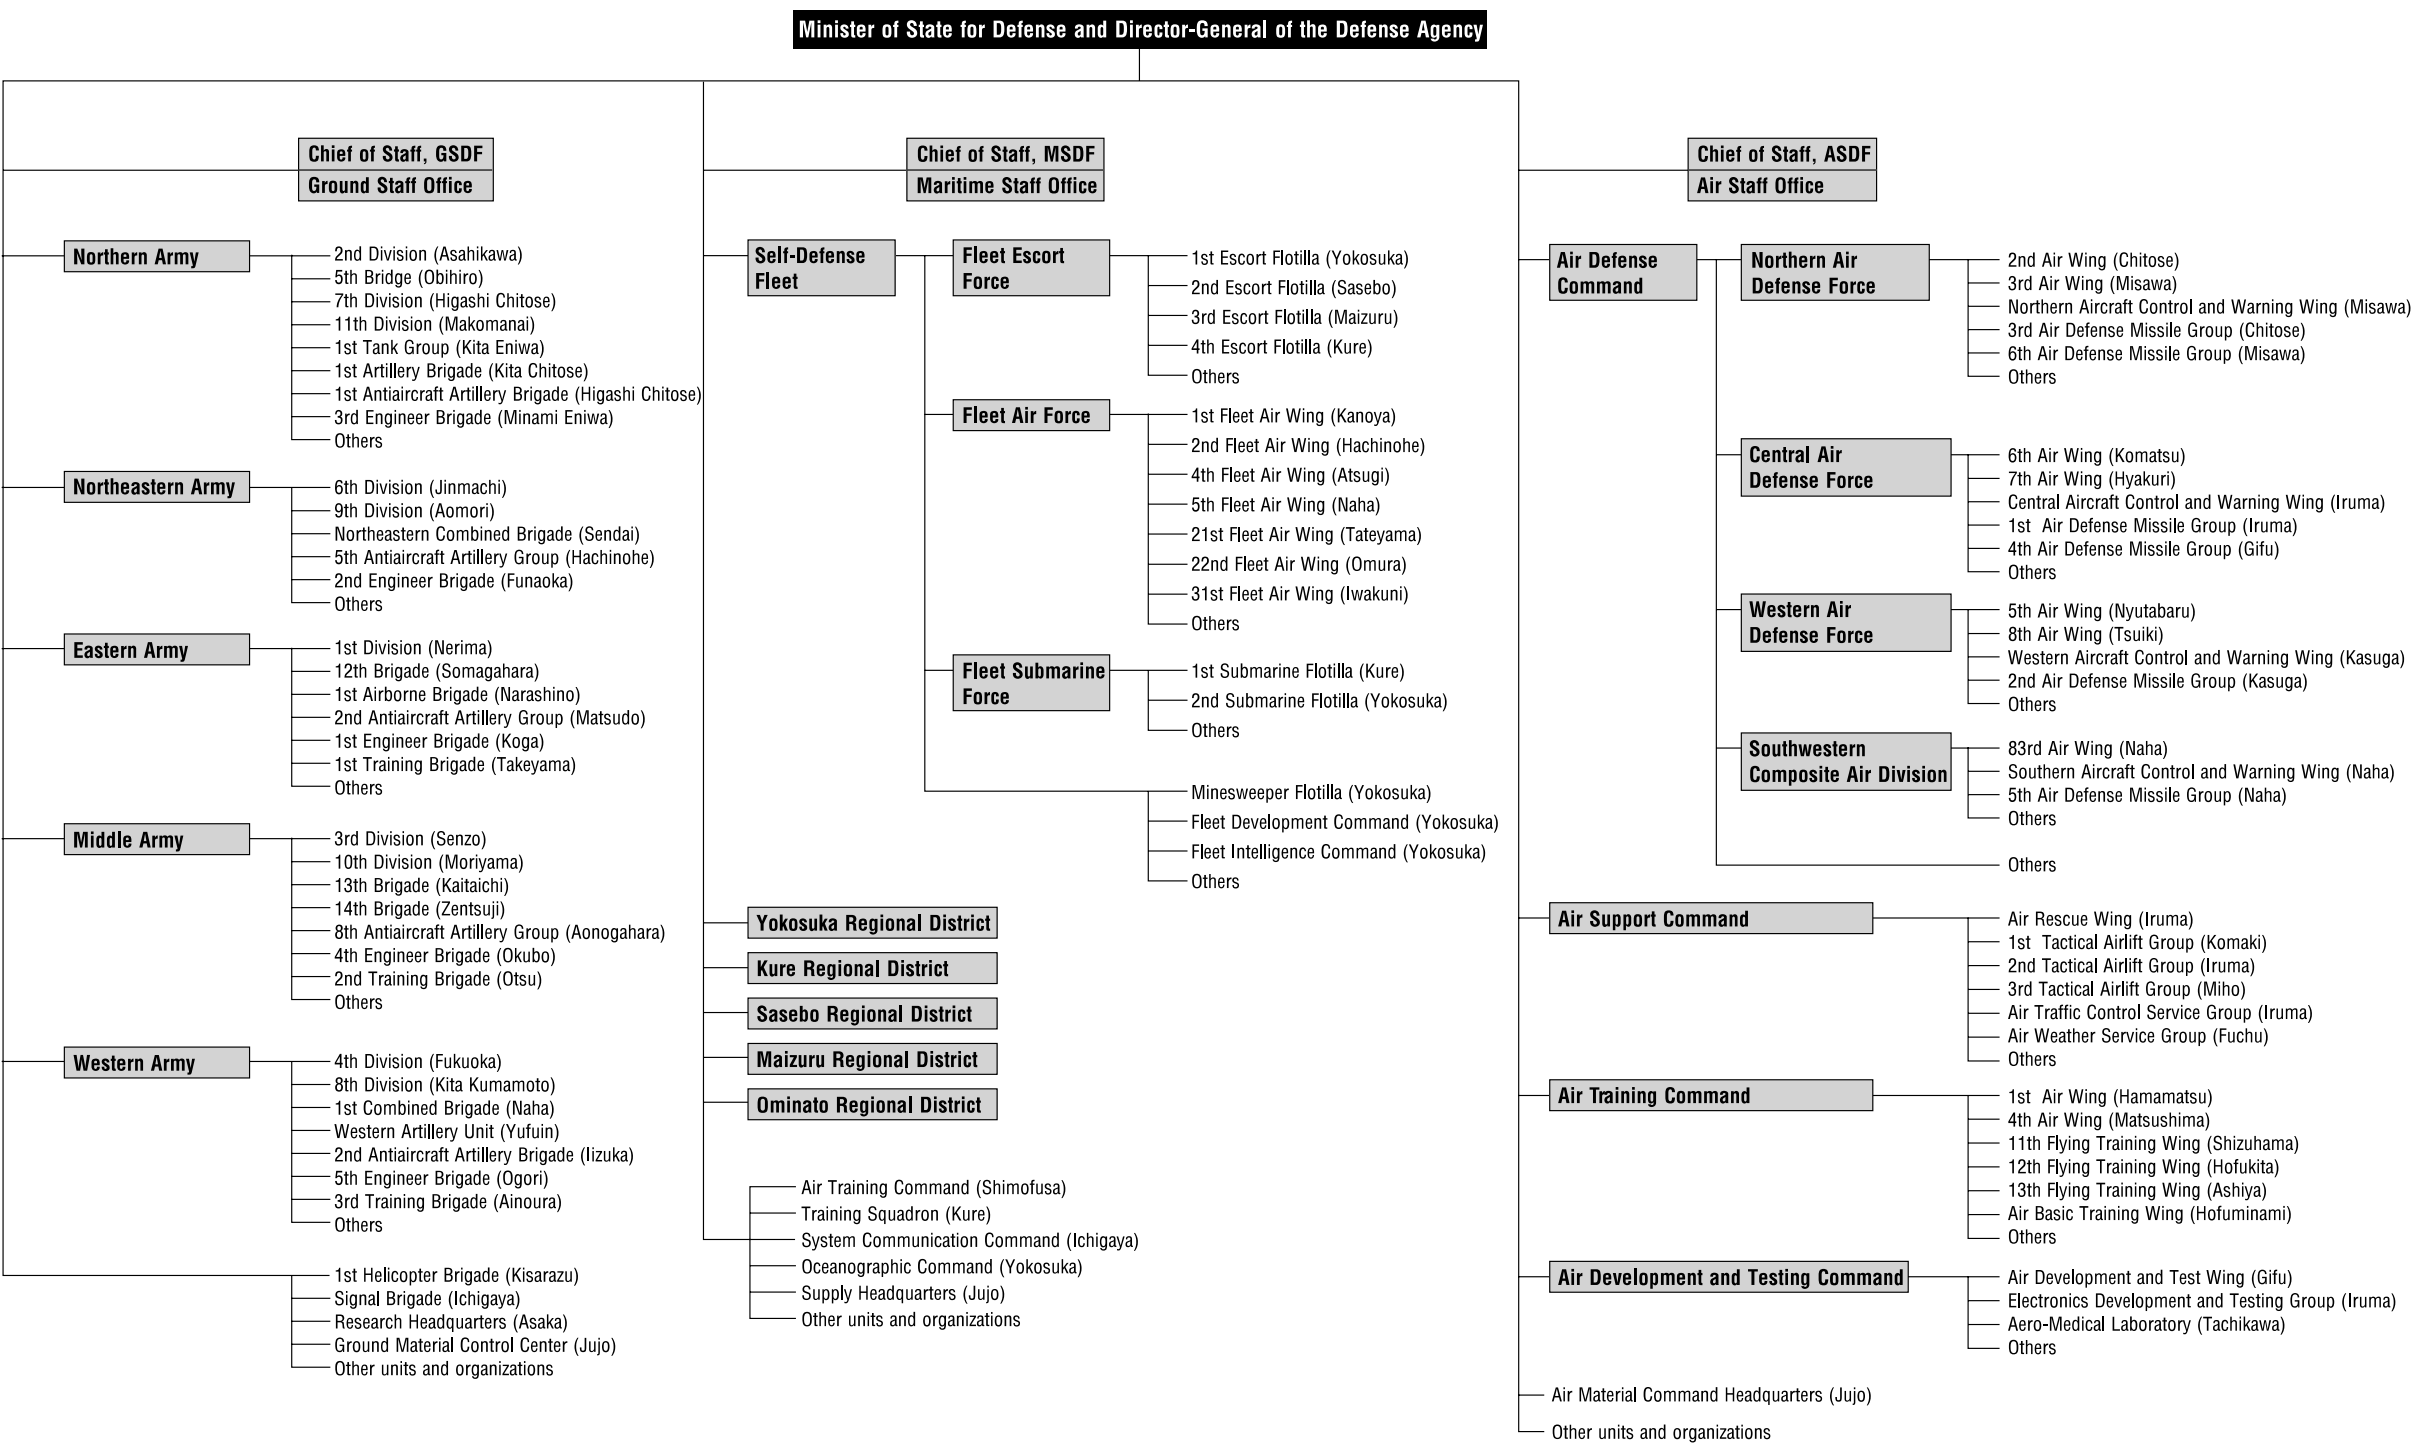 Minister of State for Defense and Director-General of the Defense Agency
Chief of Staff, GSDF
Ground Staff Office
Northern Army
2nd Division (Asahikawa)
5th Bridge (Obihiro)
7th Division (Higashi Chitose)
11th Division (Makomanai)
1st Tank Group (Kita Eniwa)
1st Artillery Brigade (Kita Chitose)
1st Antiaircraft Artillery Brigade (Higashi Chitose)
3rd Engineer Brigade (Minami Eniwa)
Others
Northeastern Army
6th Division (Jinmachi)
9th Division (Aomori)
Northeastern Combined Brigade (Sendai)
5th Antiaircraft Artillery Group (Hachinohe)
2nd Engineer Brigade (Funaoka)
Others
Eastern Army
1st Division (Nerima)
12th Brigade (Somagahara)
1st Airborne Brigade (Narashino)
2nd Antiaircraft Artillery Group (Matsudo)
1st Engineer Brigade (Koga)
1st Training Brigade (Takeyama)
Others
Middle Army
3rd Division (Senzo)
10th Division (Moriyama)
13th Brigade (Kaitaichi)
14th Brigade (Zentsuji)
8th Antiaircraft Artillery Group (Aonogahara)
4th Engineer Brigade (Okubo)
2nd Training Brigade (Otsu)
Others
Western Army
4th Division (Fukuoka)
8th Division (Kita Kumamoto)
1st Combined Brigade (Naha)
Western Artillery Unit (Yufuin)
2nd Antiaircraft Artillery Brigade (Iizuka)
5th Engineer Brigade (Ogori)
3rd Training Brigade (Ainoura)
Others
1st Helicopter Brigade (Kisarazu)
Signal Brigade (Ichigaya)
Research Headquarters (Asaka)
Ground Material Control Center (Jujo)
Other units and organizations
Chief of Staff, MSDF
Maritime Staff Office
Self-Defense
Fleet
Fleet Escort
Force
1st Escort Flotilla (Yokosuka)
2nd Escort Flotilla (Sasebo)
3rd Escort Flotilla (Maizuru)
4th Escort Flotilla (Kure)
Others
Fleet Air Force
1st Fleet Air Wing (Kanoya)
2nd Fleet Air Wing (Hachinohe)
4th Fleet Air Wing (Atsugi)
5th Fleet Air Wing (Naha)
21st Fleet Air Wing (Tateyama)
22nd Fleet Air Wing (Omura)
31st Fleet Air Wing (Iwakuni)
Others
Fleet Submarine
Force
1st Submarine Flotilla (Kure)
2nd Submarine Flotilla (Yokosuka)
Others
Minesweeper Flotilla (Yokosuka)
Fleet Development Command (Yokosuka)
Fleet Intelligence Command (Yokosuka)
Others
Yokosuka Regional District
Kure Regional District
Sasebo Regional District
Maizuru Regional District
Ominato Regional District
Air Training Command (Shimofusa)
Training Squadron (Kure)
System Communication Command (Ichigaya)
Oceanographic Command (Yokosuka)
Supply Headquarters (Jujo)
Other units and organizations
Chief of Staff, ASDF
Air Staff Office
Air Defense
Command
Northern Air
Defense Force
2nd Air Wing (Chitose)
3rd Air Wing (Misawa)
Northern Aircraft Control and Warning Wing (Misawa)
3rd Air Defense Missile Group (Chitose)
6th Air Defense Missile Group (Misawa)
Others
Central Air
Defense Force
6th Air Wing (Komatsu)
7th Air Wing (Hyakuri)
Central Aircraft Control and Warning Wing (Iruma)
1st Air Defense Missile Group (Iruma)
4th Air Defense Missile Group (Gifu)
Others
Western Air
Defense Force
5th Air Wing (Nyutabaru)
8th Air Wing (Tsuiki)
Western Aircraft Control and Warning Wing (Kasuga)
2nd Air Defense Missile Group (Kasuga)
Others
Southwestern
Composite Air Division
83rd Air Wing (Naha)
Southern Aircraft Control and Warning Wing (Naha)
5th Air Defense Missile Group (Naha)
Others
Others
Air Support Command
Air Rescue Wing (Iruma)
1st Tactical Airlift Group (Komaki)
2nd Tactical Airlift Group (Iruma)
3rd Tactical Airlift Group (Miho)
Air Traffic Control Service Group (Iruma)
Air Weather Service Group (Fuchu)
Others
Air Training Command
1st Air Wing (Hamamatsu)
4th Air Wing (Matsushima)
11th Flying Training Wing (Shizuhama)
12th Flying Training Wing (Hofukita)
13th Flying Training Wing (Ashiya)
Air Basic Training Wing (Hofuminami)
Others
Air Development and Testing Command
Air Development and Test Wing (Gifu)
Electronics Development and Testing Group (Iruma)
Aero-Medical Laboratory (Tachikawa)
Others
Air Material Command Headquarters (Jujo)
Other units and organizations